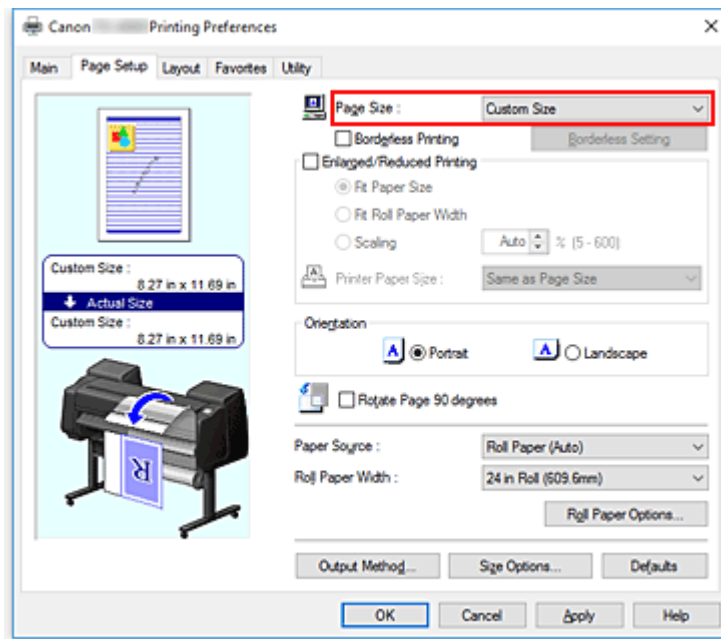 Canon Printing Preferences
Main Page Setup Layout Favorites Utility
Page Size : Custom Size
Borderless Printing Borderless Setting
Enlarged/Reduced Printing
Fit Paper Size
Fit Roll Paper Width
Scaling Auto % (5 - 600)
Printer Paper Size : Same as Page Size
Custom Size :
8.27 in x 11.69 in
Actual Size
Custom Size :
8.27 in x 11.69 in
Orientation
A Portrait A Landscape
Rotate Page 90 degrees
Paper Source : Roll Paper (Auto)
Roll Paper Width : 24 in Roll (609.6mm)
Roll Paper Options...
R
Output Method... Size Options... Defaults
OK Cancel Apply Help